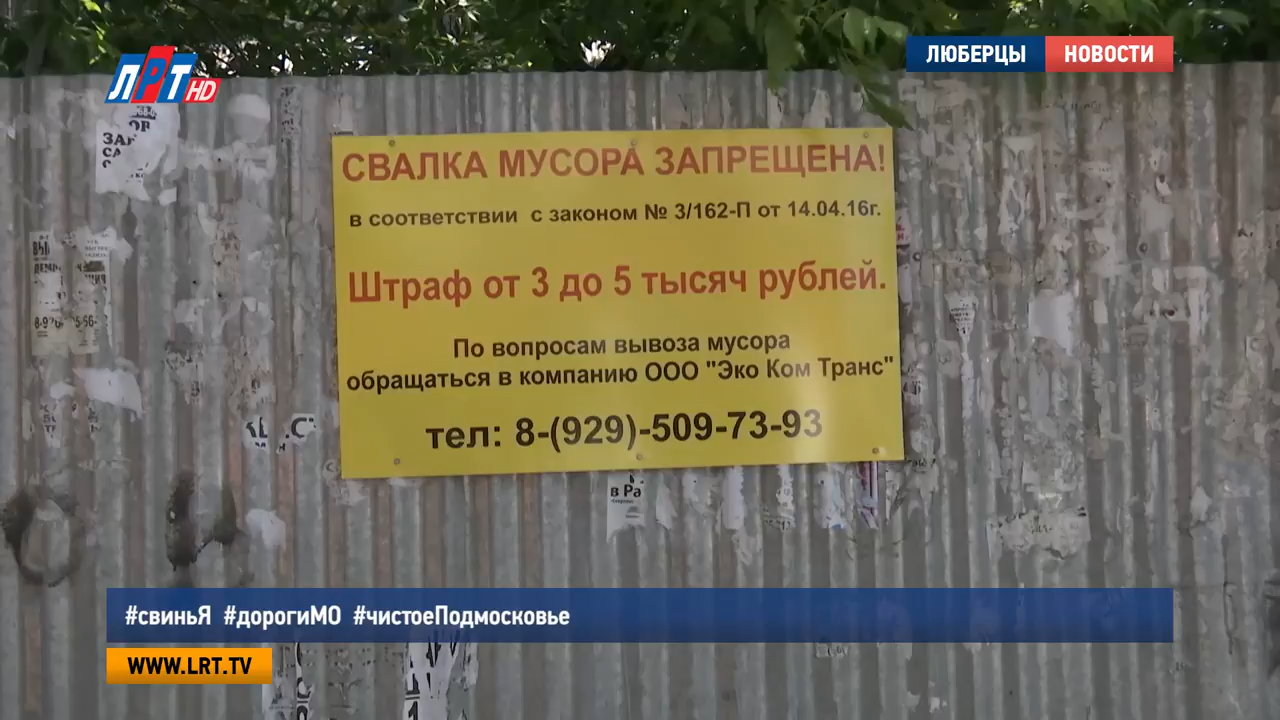 ЛРТ HD
ЛЮБЕРЦЫ НОВОСТИ
СВАЛКА МУСОРА ЗАПРЕЩЕНА!
в соответствии с законом № 3/162-П от 14.04.16г.
Штраф от 3 до 5 тысяч рублей.
По вопросам вывоза мусора
обращаться в компанию ООО "Эко Ком Транс"
тел: 8-(929)-509-73-93
в Ра
#свиньЯ #дорогиМО #чистоеПодмосковье
WWW.LRT.TV